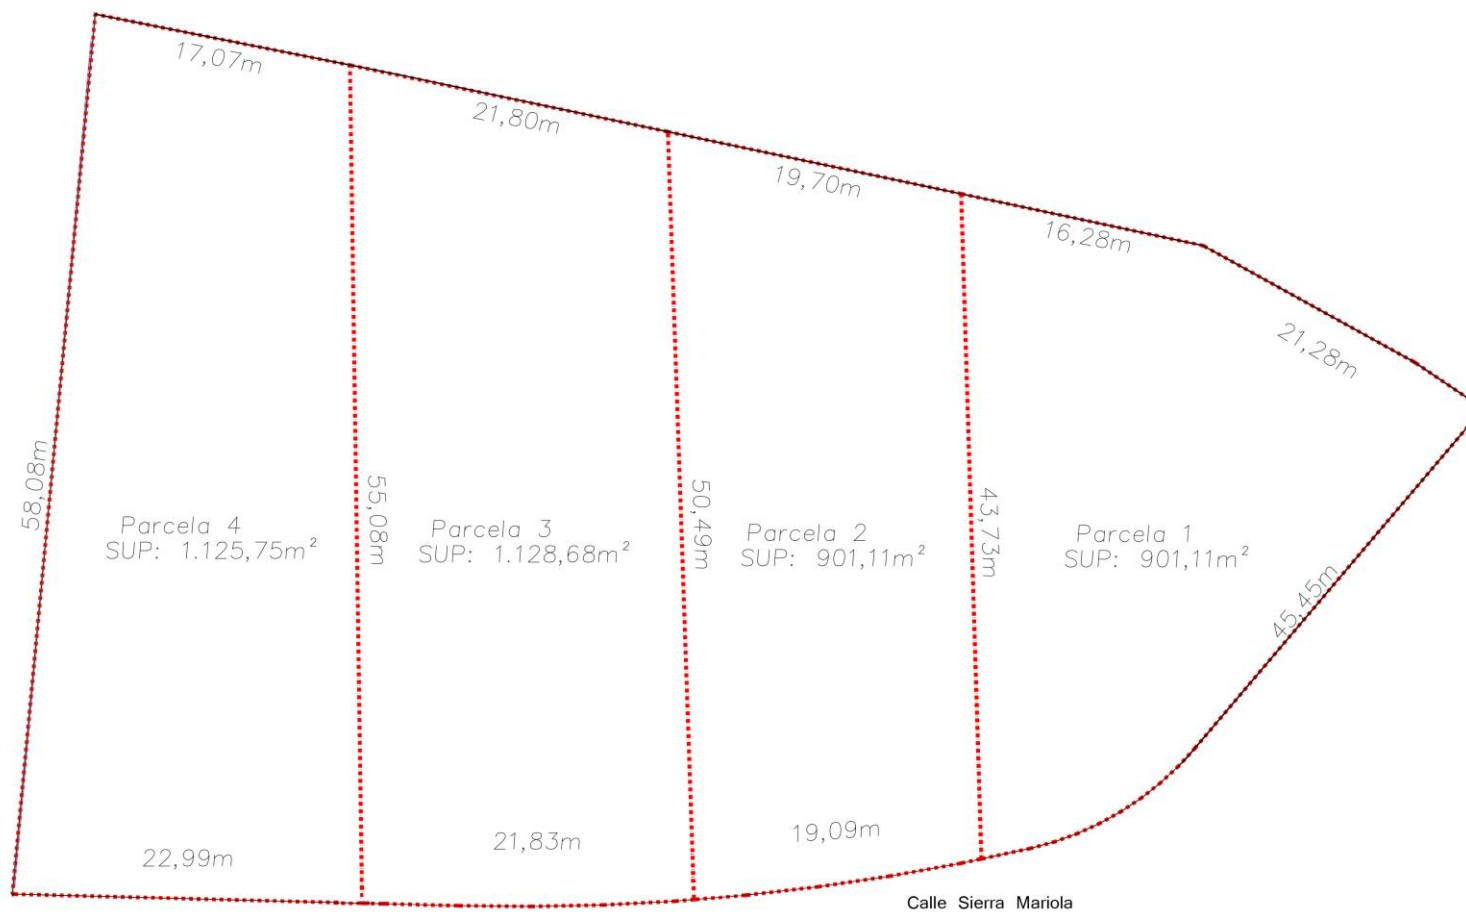 17,07m
21,80m
19,70m
16,28m
21,28m
58,08m
55,08m
50,49m
43,73m
45,45m
Parcela 4
SUP: 1.125,75m²
Parcela 3
SUP: 1.128,68m²
Parcela 2
SUP: 901,11m²
Parcela 1
SUP: 901,11m²
22,99m
21,83m
19,09m
Calle Sierra Mariola